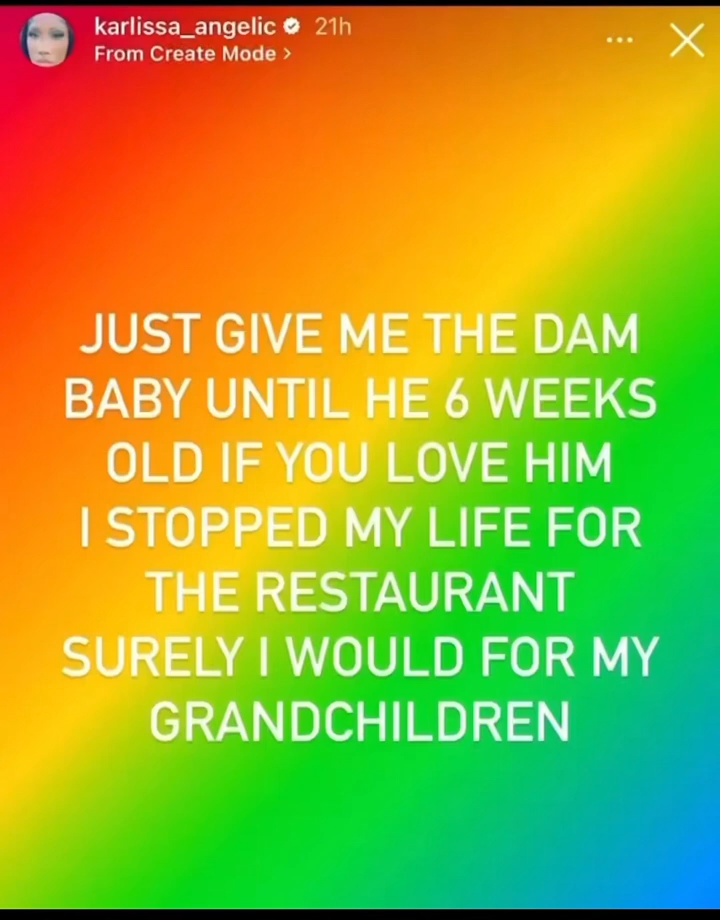 karlissa_angelic 21h
From Create Mode >
JUST GIVE ME THE DAM
BABY UNTIL HE 6 WEEKS
OLD IF YOU LOVE HIM
I STOPPED MY LIFE FOR
THE RESTAURANT
SURELY I WOULD FOR MY
GRANDCHILDREN